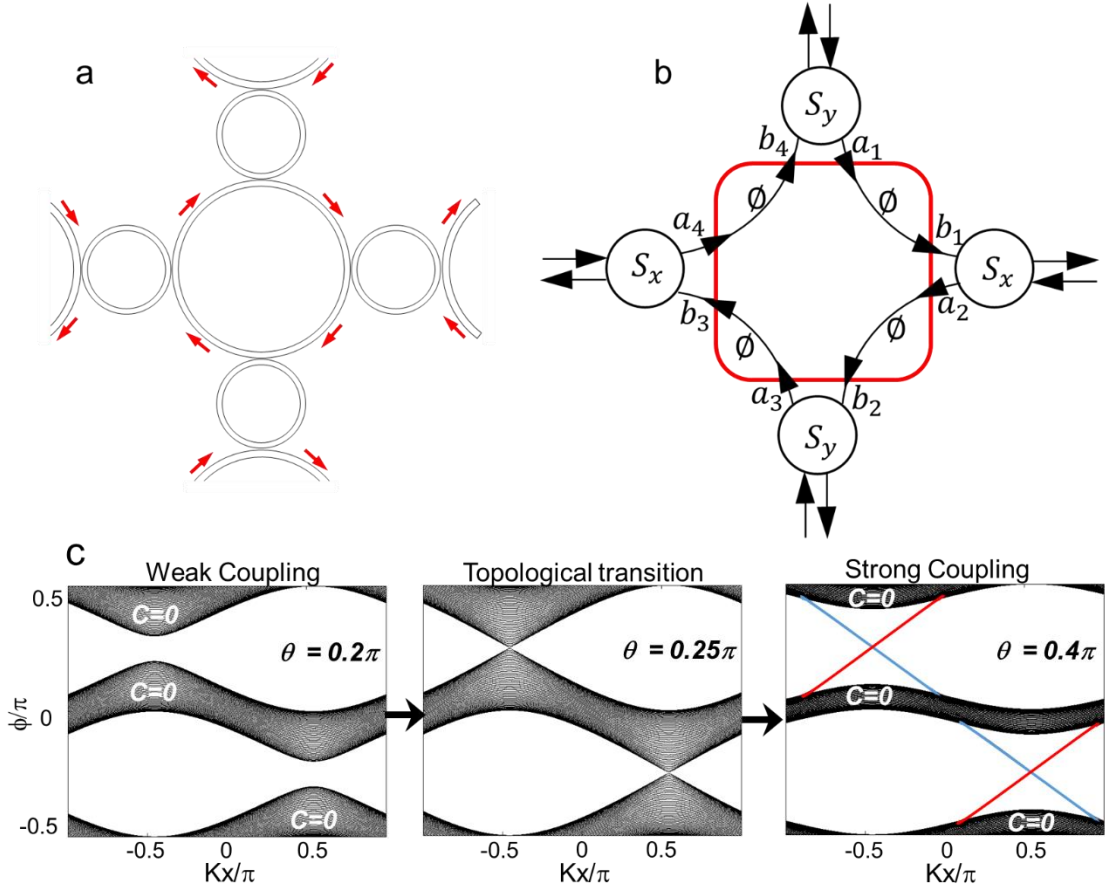 a
b
S_y
b_4
a_1
∅
∅
a_4
b_1
S_x
S_x
b_3
a_2
∅
∅
a_3
b_2
S_y
c
Weak Coupling
Topological transition
Strong Coupling
0.5
C=0
C=0
θ = 0.2π
θ = 0.25π
θ = 0.4π
C=0
C=0
ϕ/π
0
-0.5
C=0
C=0
-0.5
0
0.5
-0.5
0
0.5
-0.5
0
0.5
Kx/π
Kx/π
Kx/π